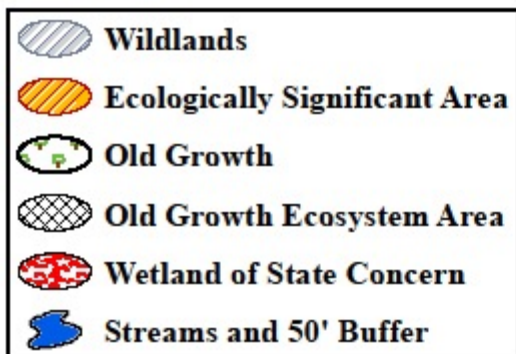 Wildlands
Ecologically Significant Area
Old Growth
Old Growth Ecosystem Area
Wetland of State Concern
Streams and 50' Buffer